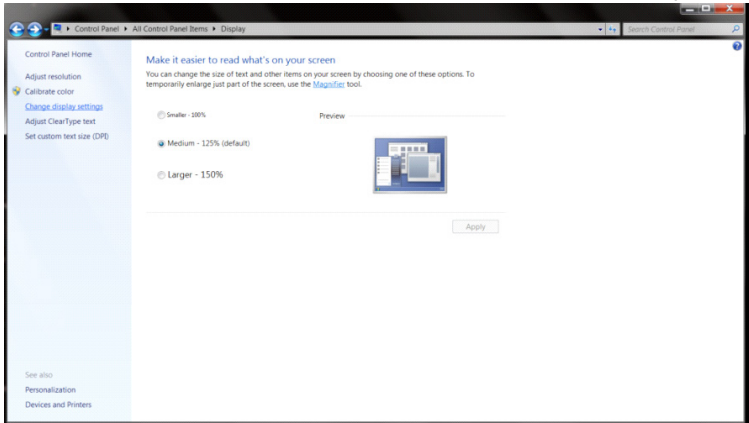 Control Panel ▸ All Control Panel Items ▸ Display
Search Control Panel
Control Panel Home
Adjust resolution
Calibrate color
Change display settings
Adjust ClearType text
Set custom text size (DPI)
See also
Personalization
Devices and Printers
Make it easier to read what's on your screen
You can change the size of text and other items on your screen by choosing one of these options. To
temporarily enlarge just part of the screen, use the Magnifier tool.
Smaller - 100%
Preview
Medium - 125% (default)
Larger - 150%
Apply